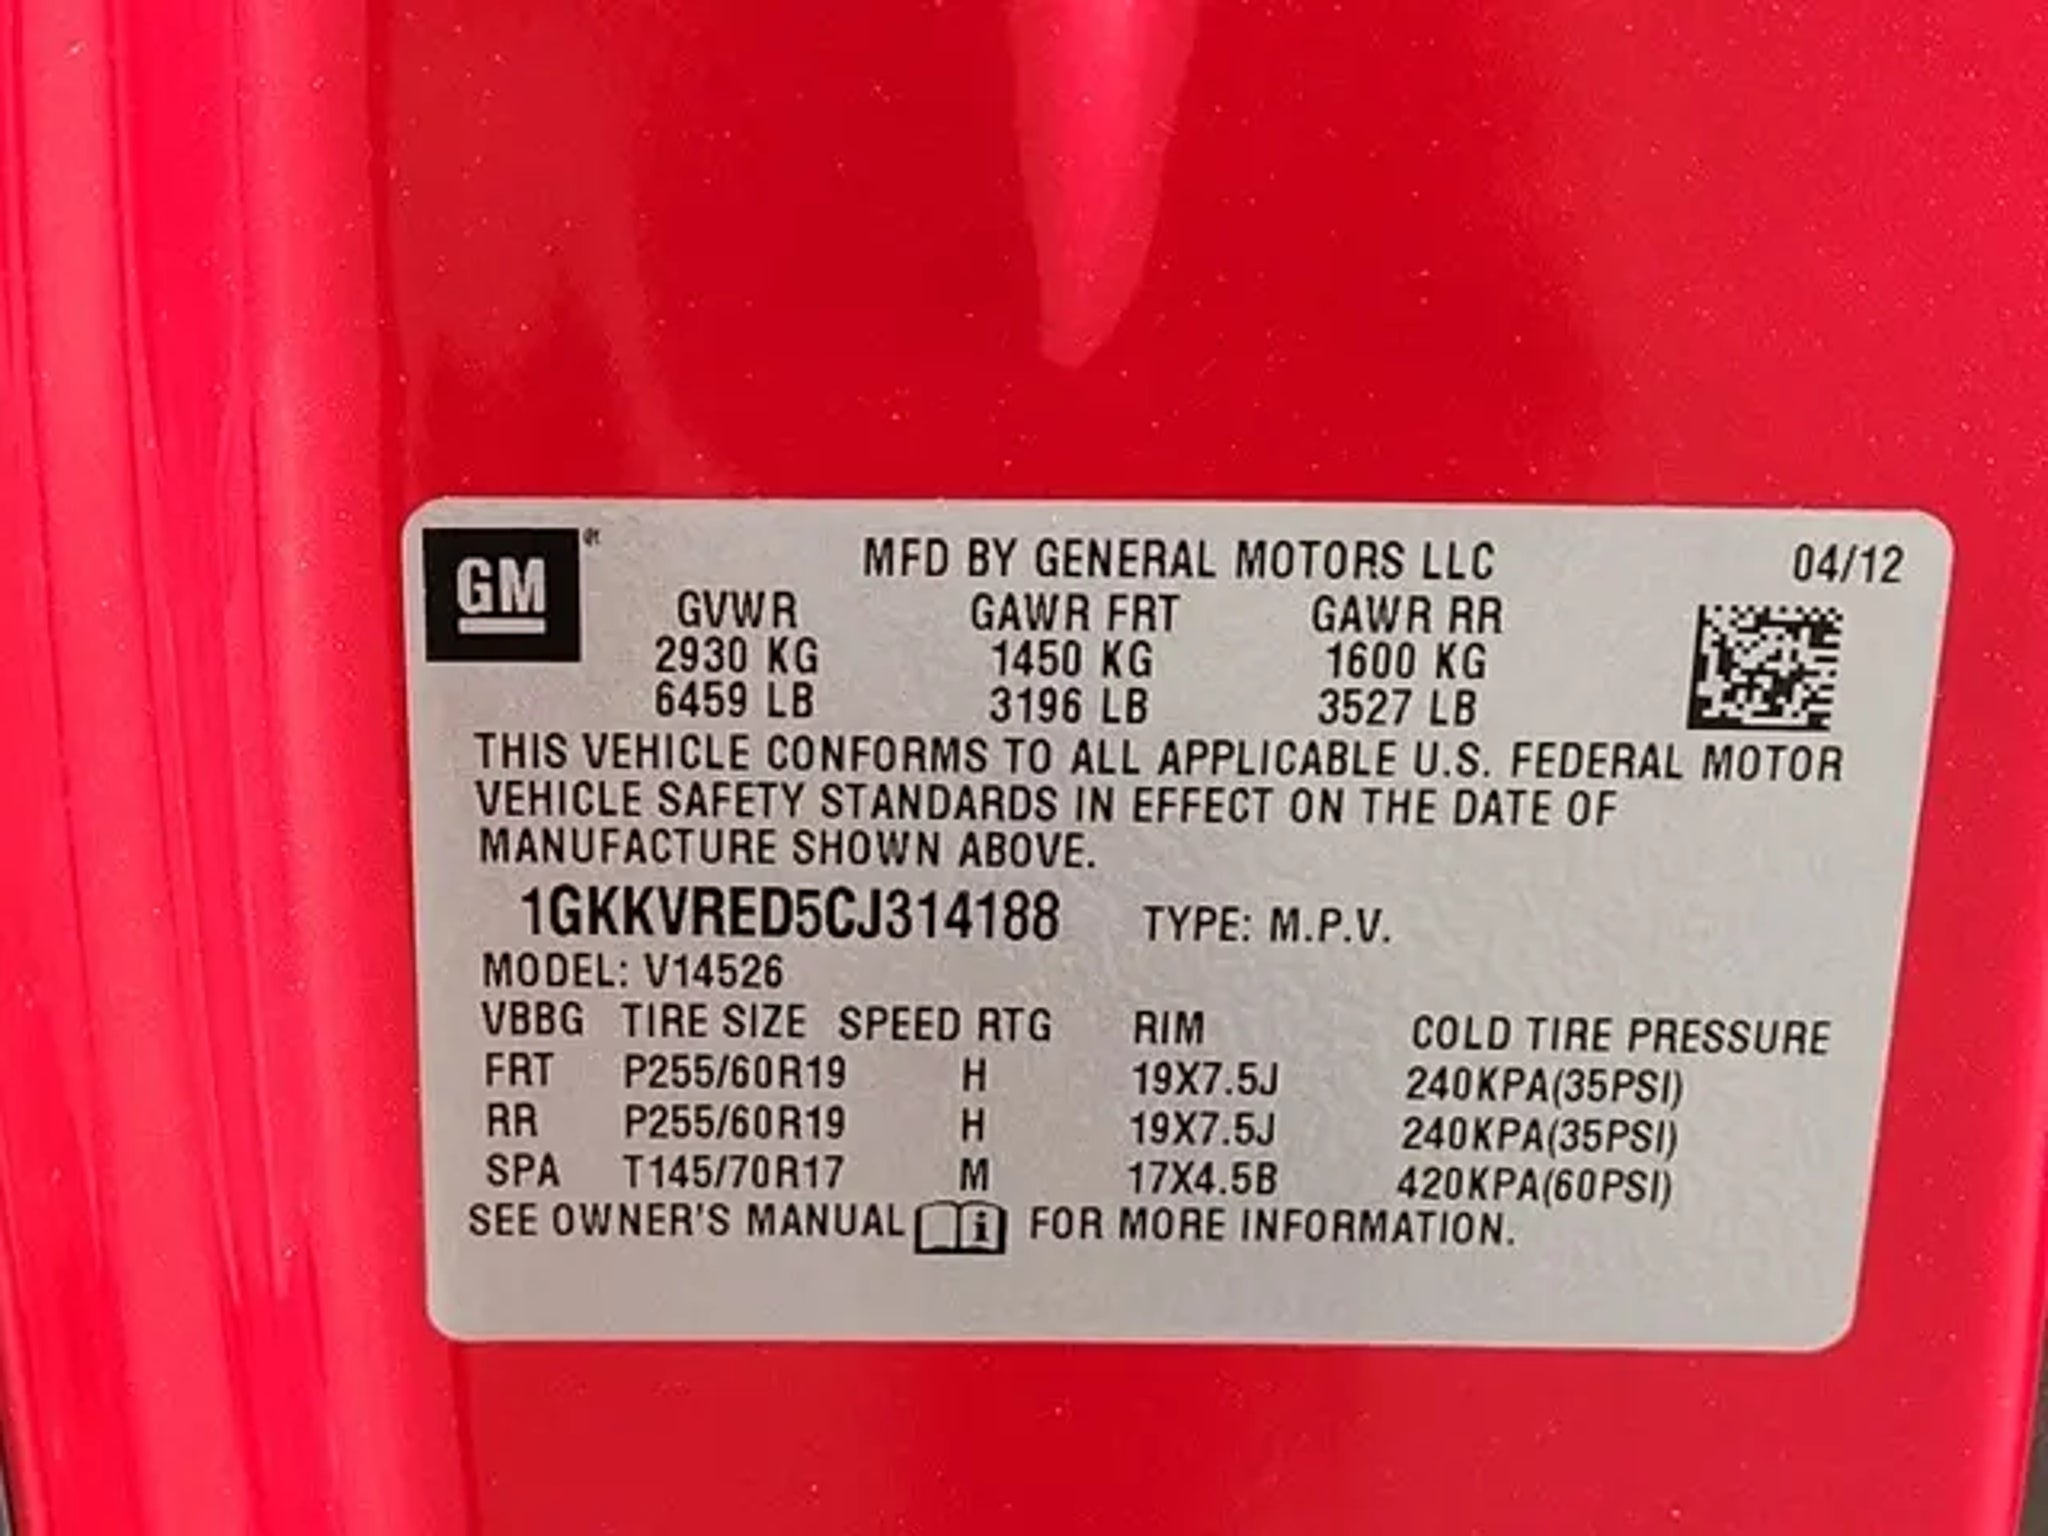 GM
MFD BY GENERAL MOTORS LLC 04/12
GVWR GAWR FRT GAWR RR
2930 KG 1450 KG 1600 KG
6459 LB 3196 LB 3527 LB
THIS VEHICLE CONFORMS TO ALL APPLICABLE U.S. FEDERAL MOTOR
VEHICLE SAFETY STANDARDS IN EFFECT ON THE DATE OF
MANUFACTURE SHOWN ABOVE.
1GKKVRED5CJ314188 TYPE: M.P.V.
MODEL: V14526
VBBG TIRE SIZE SPEED RTG RIM COLD TIRE PRESSURE
FRT P255/60R19 H 19X7.5J 240KPA(35PSI)
RR P255/60R19 H 19X7.5J 240KPA(35PSI)
SPA T145/70R17 M 17X4.5B 420KPA(60PSI)
SEE OWNER'S MANUAL i FOR MORE INFORMATION.